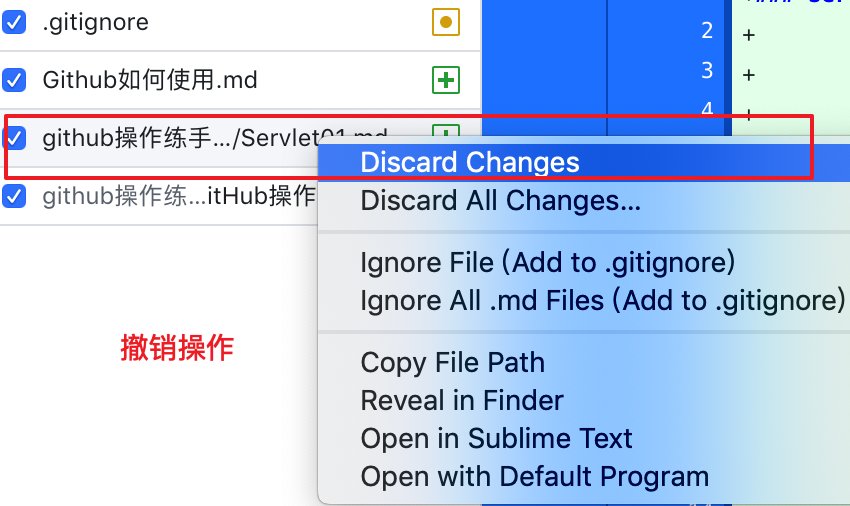 .gitignore
2
+
Github如何使用.md
3
+
4
+
github操作练手.../Servlet01.md
Discard Changes
github操作练...itHub操作
Discard All Changes...
Ignore File (Add to .gitignore)
Ignore All .md Files (Add to .gitignore)
撤销操作
Copy File Path
Reveal in Finder
Open in Sublime Text
Open with Default Program